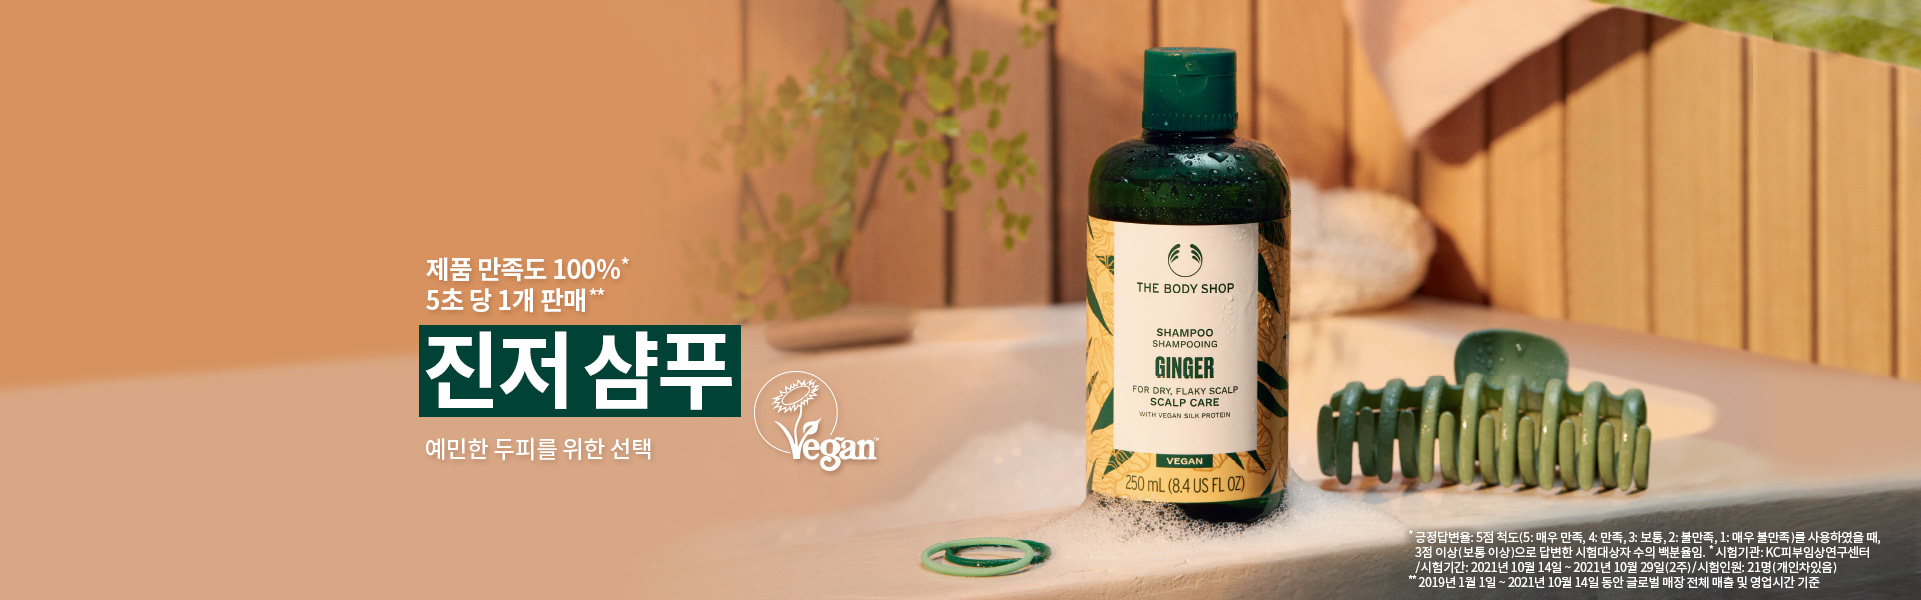 제품 만족도 100%*
5초 당 1개 판매**
진저 샴푸
예민한 두피를 위한 선택
Vegan™
THE BODY SHOP
SHAMPOO
SHAMPOOING
GINGER
FOR DRY, FLAKY SCALP
SCALP CARE
WITH VEGAN SILK PROTEIN
VEGAN
250 mL (8.4 US FL OZ)
* 긍정답변율: 5점 척도(5: 매우 만족, 4: 만족, 3: 보통, 2: 불만족, 1: 매우 불만족)를 사용하였을 때,
3점 이상(보통 이상)으로 답변한 시험대상자 수의 백분율임. * 시험기관: KC피부임상연구센터
/시험기간: 2021년 10월 14일 ~ 2021년 10월 29일(2주)/시험인원: 21명(개인차있음)
** 2019년 1월 1일 ~ 2021년 10월 14일 동안 글로벌 매장 전체 매출 및 영업시간 기준